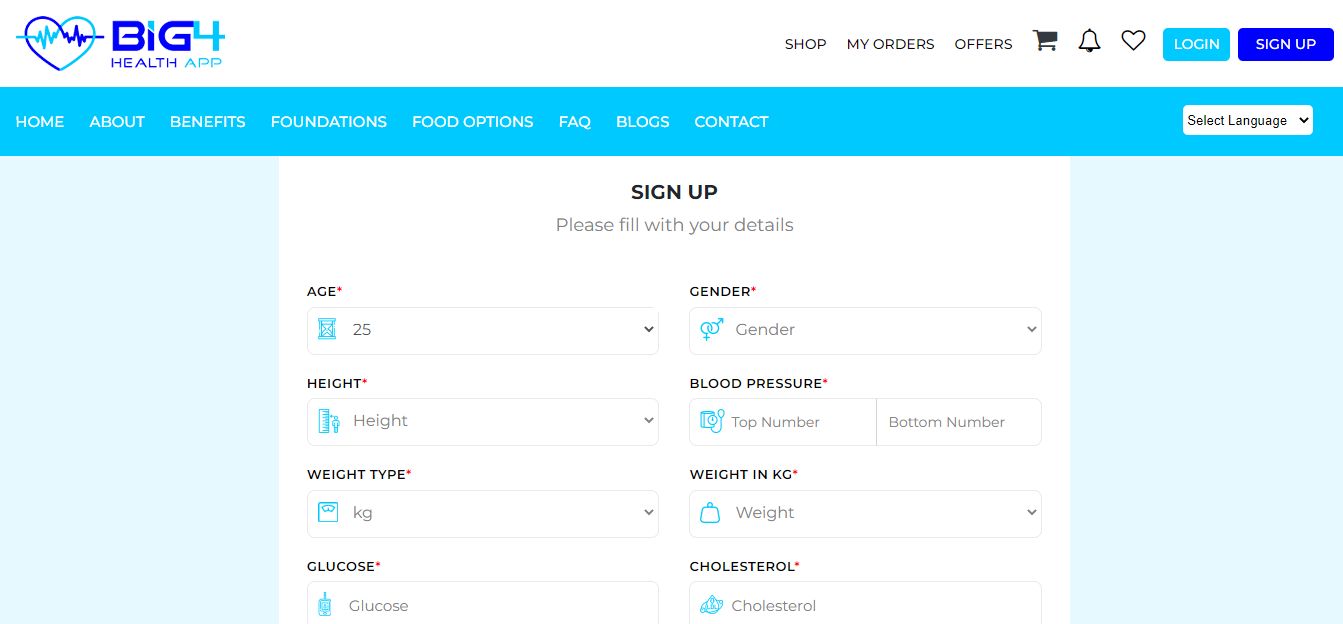 BIG4
HEALTH APP
SHOP MY ORDERS OFFERS LOGIN SIGN UP
HOME ABOUT BENEFITS FOUNDATIONS FOOD OPTIONS FAQ BLOGS CONTACT Select Language
SIGN UP
Please fill with your details
AGE* GENDER*
25 Gender
HEIGHT* BLOOD PRESSURE*
Height Top Number Bottom Number
WEIGHT TYPE* WEIGHT IN KG*
kg Weight
GLUCOSE* CHOLESTEROL*
Glucose Cholesterol